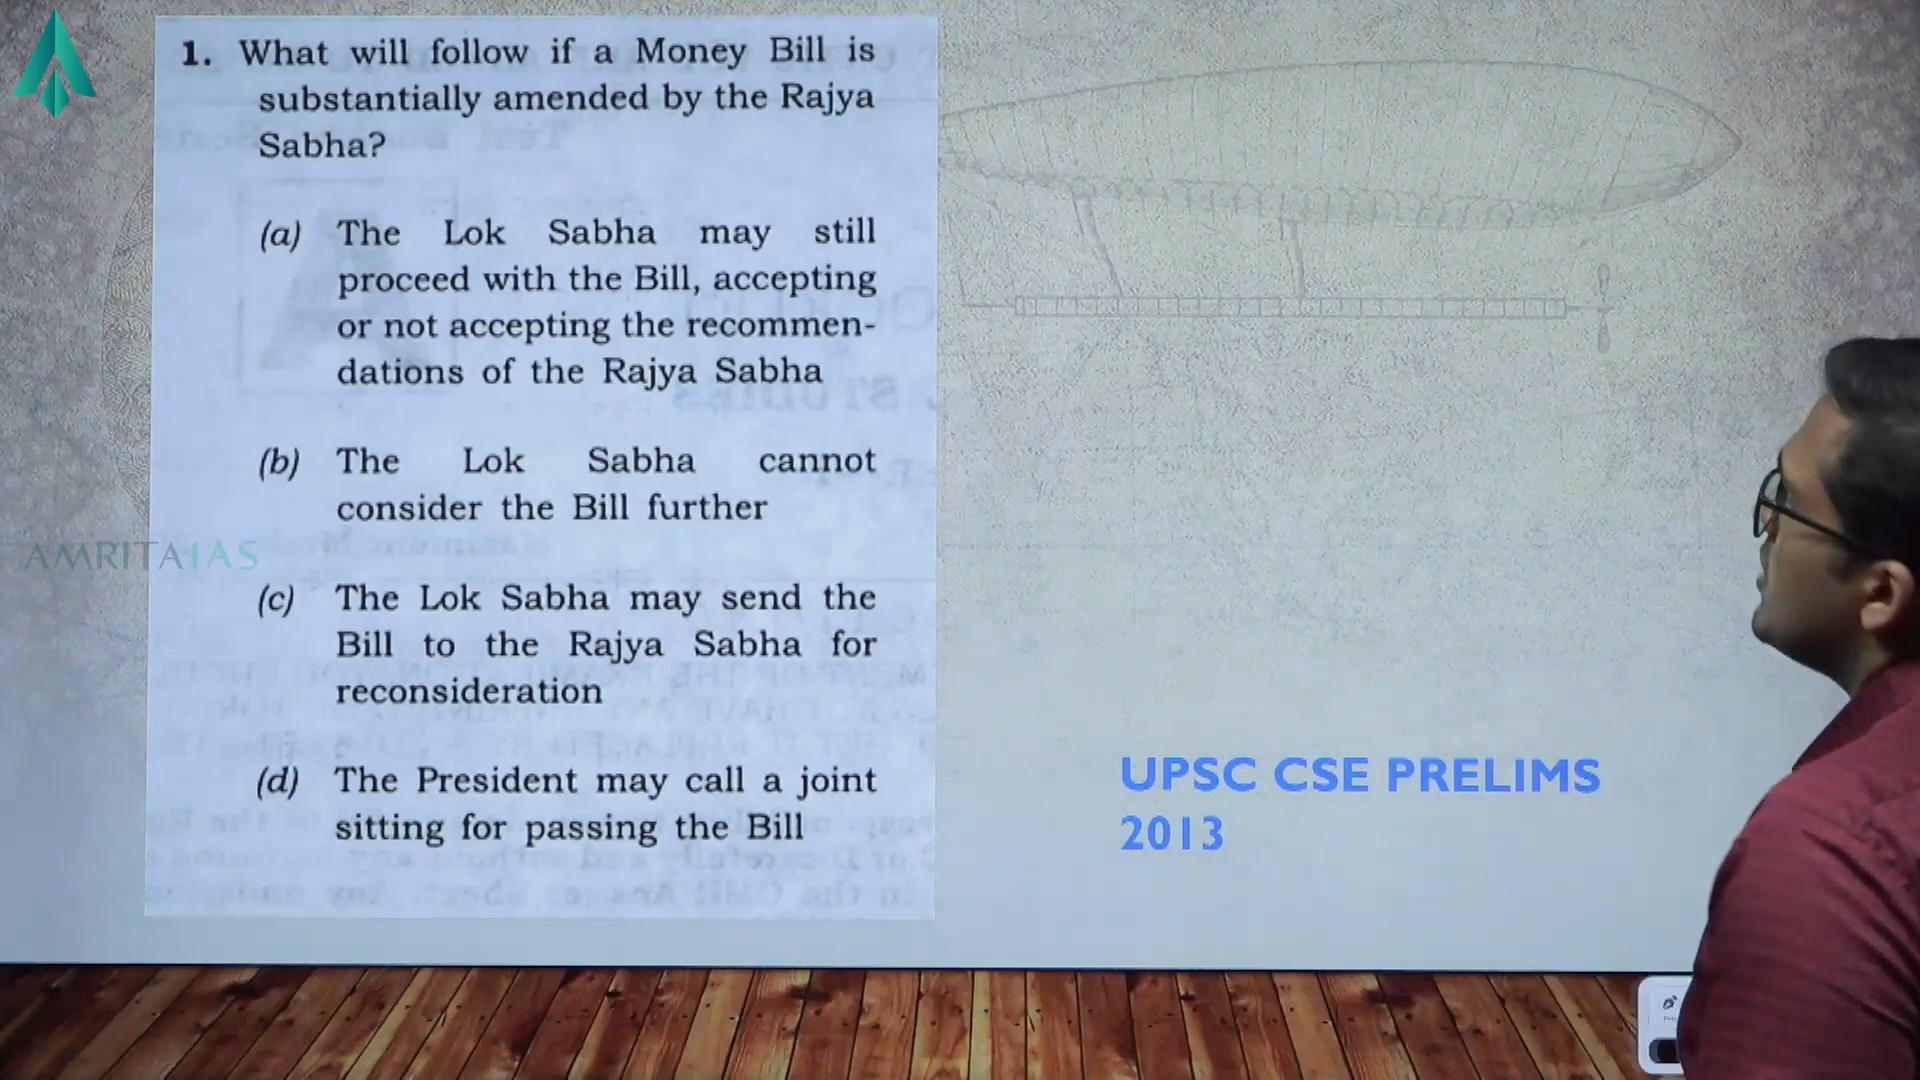 1. What will follow if a Money Bill is
substantially amended by the Rajya
Sabha?
(a) The Lok Sabha may still
proceed with the Bill, accepting
or not accepting the recommen-
dations of the Rajya Sabha
(b) The Lok Sabha cannot
consider the Bill further
(c) The Lok Sabha may send the
Bill to the Rajya Sabha for
reconsideration
(d) The President may call a joint
sitting for passing the Bill
AMRITA IAS
UPSC CSE PRELIMS
2013